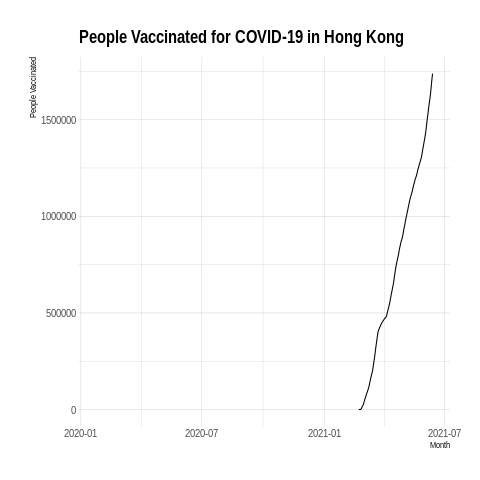 People Vaccinated for COVID-19 in Hong Kong
People Vaccinated
1500000
1000000
500000
0
2020-01
2020-07
2021-01
2021-07
Month